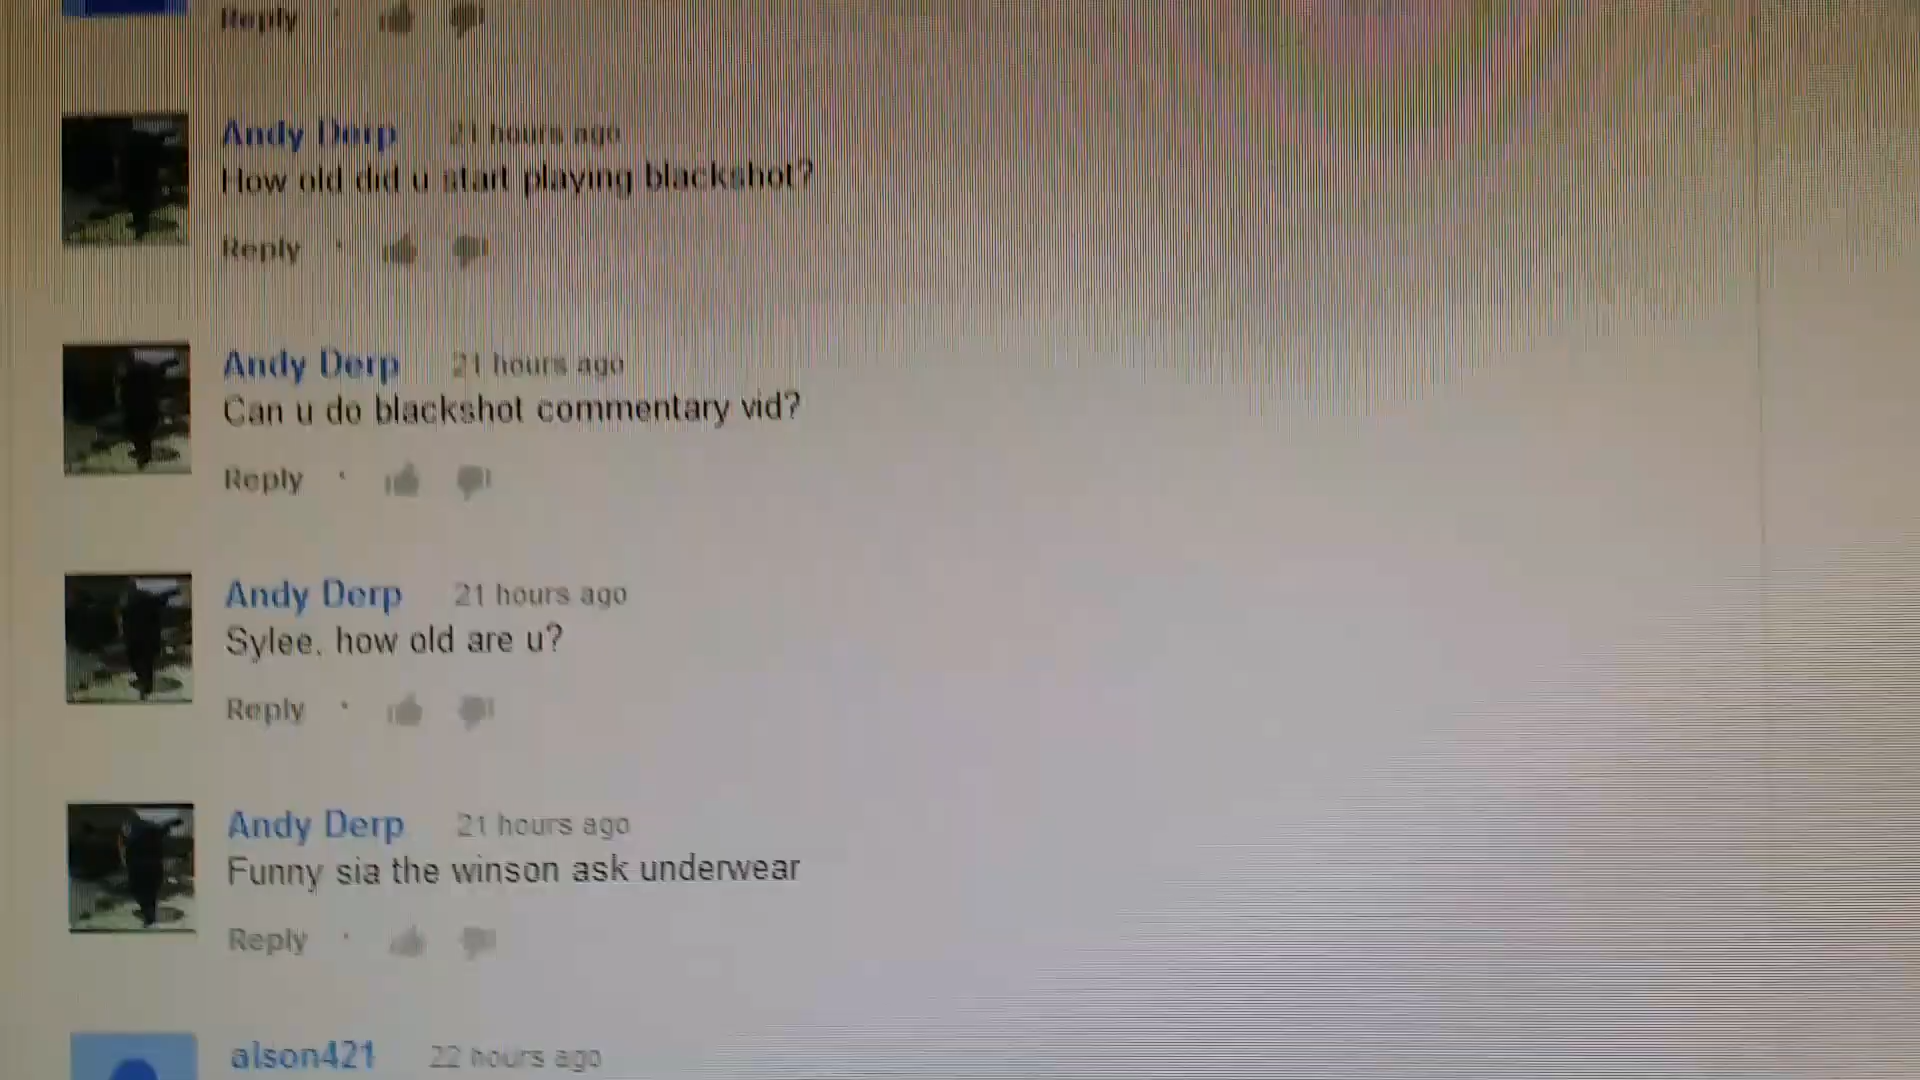 Reply
Andy Derp 21 hours ago
How old did u start playing blackshot?
Reply
Andy Derp 21 hours ago
Can u do blackshot commentary vid?
Reply
Andy Derp 21 hours ago
Sylee, how old are u?
Reply
Andy Derp 21 hours ago
Funny sia the winson ask underwear
Reply
alson421 22 hours ago